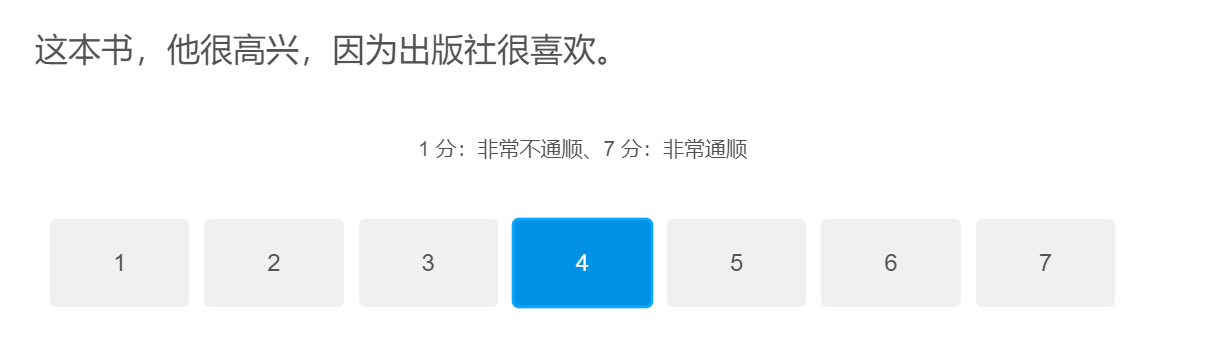 这本书，他很高兴，因为出版社很喜欢。
1 分：非常不通顺、7 分：非常通顺
1 2 3 4 5 6 7